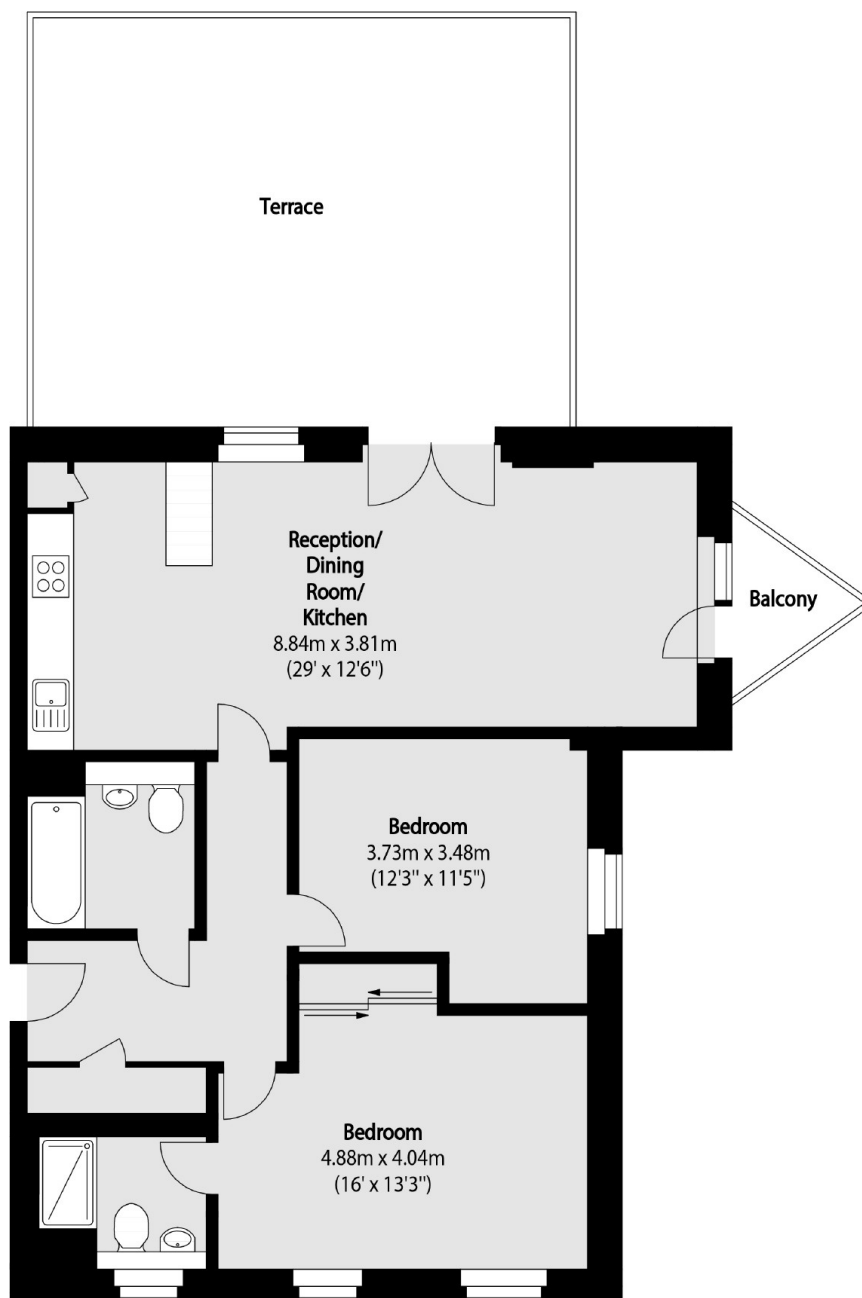 Terrace
Reception/
Dining
Room/
Kitchen
8.84m x 3.81m
(29' x 12'6")
Balcony
Bedroom
3.73m x 3.48m
(12'3" x 11'5")
Bedroom
4.88m x 4.04m
(16' x 13'3")